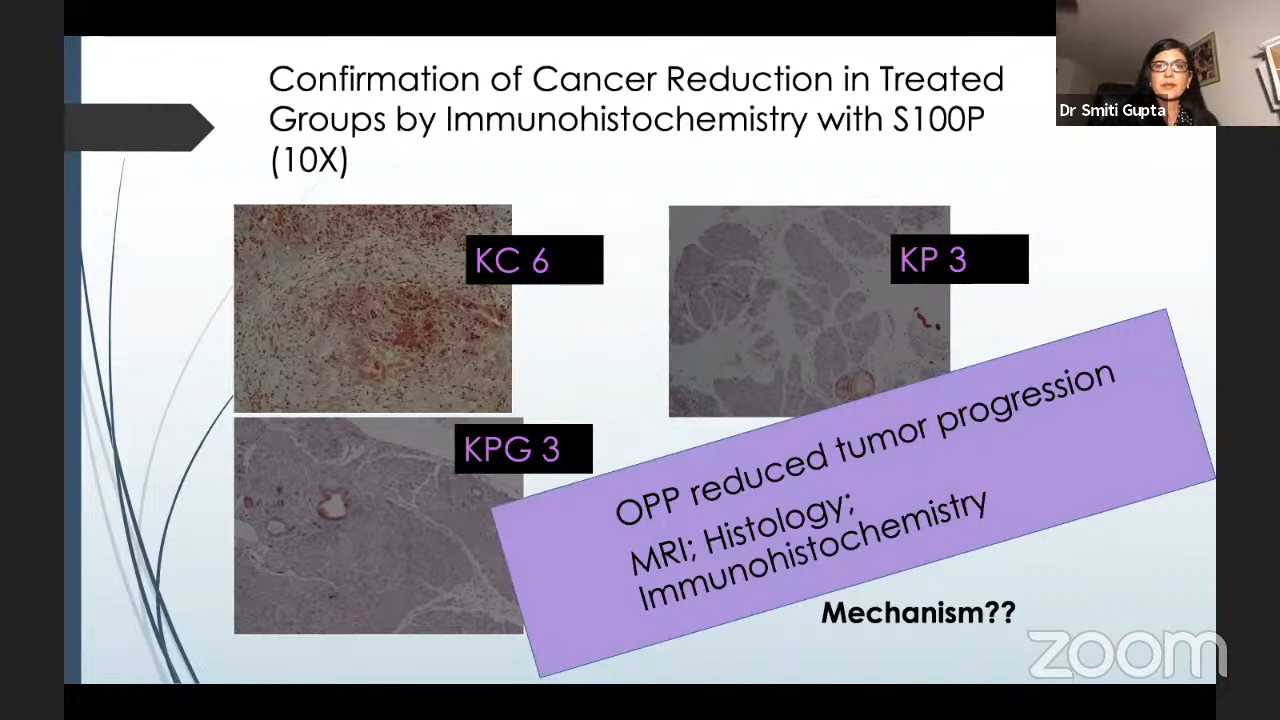 Confirmation of Cancer Reduction in Treated
Groups by Immunohistochemistry with S100P
(10X)
Dr Smiti Gupta
KC 6
KP 3
KPG 3
OPP reduced tumor progression
MRI; Histology;
Immunohistochemistry
Mechanism??
zoom